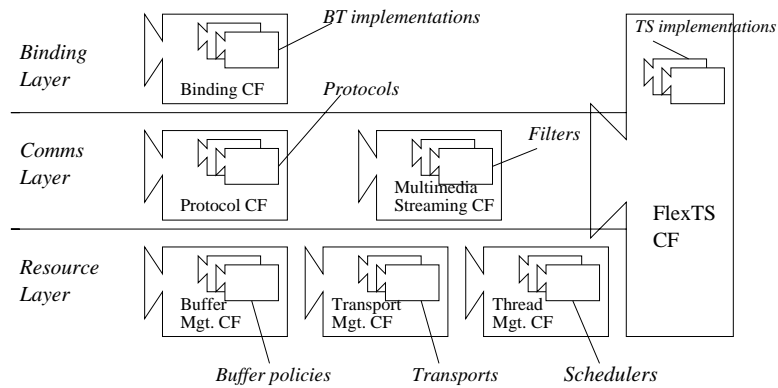 BT implementations
TS implementations
Binding
Layer
Binding CF
Protocols
Comms
Layer
Filters
Protocol CF
Multimedia
Streaming CF
FlexTS
CF
Resource
Layer
Buffer
Mgt. CF
Transport
Mgt. CF
Thread
Mgt. CF
Buffer policies
Transports
Schedulers